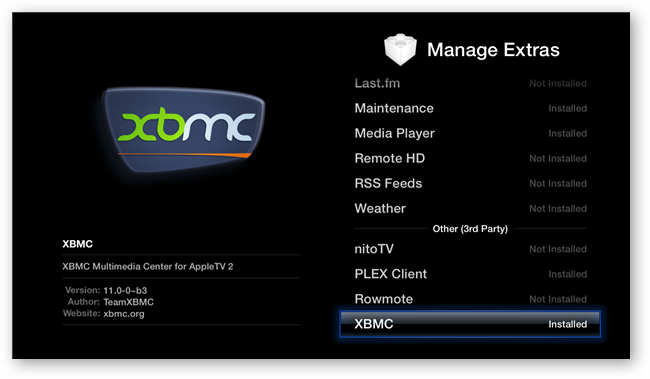 xbmc
XBMC
XBMC Multimedia Center for AppleTV 2
Version: 11.0-0~b3
Author: TeamXBMC
Website: xbmc.org
Manage Extras
Last.fm Not Installed
Maintenance Installed
Media Player Installed
Remote HD Not Installed
RSS Feeds Not Installed
Weather Not Installed
Other (3rd Party)
nitoTV Not Installed
PLEX Client Installed
Rowmote Not Installed
XBMC Installed